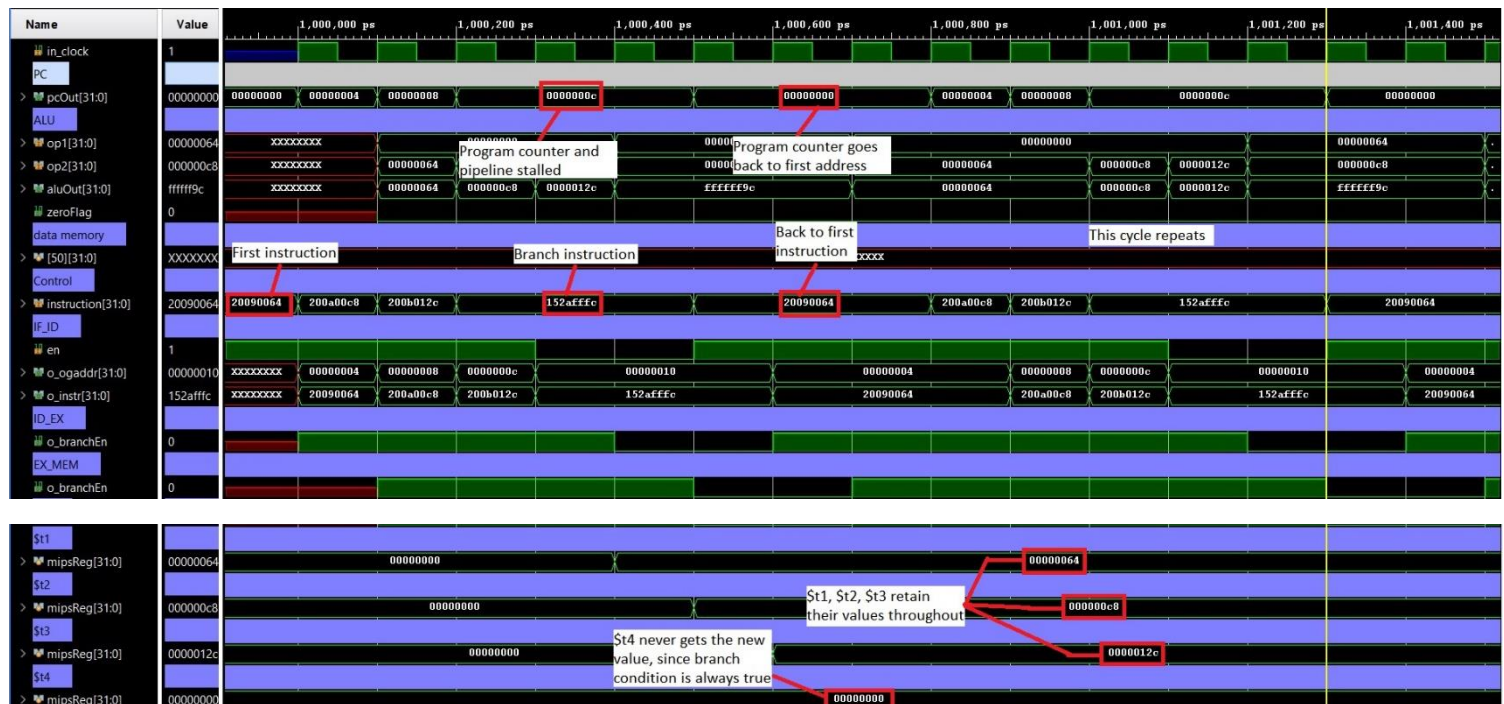 Name Value 1,000,000 ps 1,000,200 ps 1,000,400 ps 1,000,600 ps 1,000,800 ps 1,001,000 ps 1,001,200 ps 1,001,400 ps
in_clock 1
PC
> pcOut[31:0] 00000000 00000000 00000004 00000008 0000000c 00000000 00000004 00000008 0000000c 00000000
ALU
> op1[31:0] 00000064 XXXXXXXX 00000000 00000064
Program counter and
pipeline stalled
Program counter goes
back to first address
> op2[31:0] 000000c8 XXXXXXXX 00000064 00000064 000000c8 0000012c 000000c8
> aluOut[31:0] ffffff9c XXXXXXXX 00000064 000000c8 0000012c ffffff9c 00000064 000000c8 0000012c ffffff9c
zeroFlag 0
data memory
> [50][31:0] XXXXXXX
First instruction
Branch instruction
Back to first
instruction
This cycle repeats
Control
> instruction[31:0] 20090064 20090064 200a00c8 200b012c 152afffc 20090064 200a00c8 200b012c 152afffc 20090064
IF_ID
en 1
> o_ogaddr[31:0] 00000010 XXXXXXXX 00000004 00000008 0000000c 00000010 00000004 00000008 0000000c 00000010 00000004
> o_instr[31:0] 152afffc XXXXXXXX 20090064 200a00c8 200b012c 152afffc 20090064 200a00c8 200b012c 152afffc 20090064
ID_EX
o_branchEn 0
EX_MEM
o_branchEn 0
$t1
> mipsReg[31:0] 00000064 00000000 00000064
$t2
> mipsReg[31:0] 000000c8 00000000 000000c8
$t3
> mipsReg[31:0] 0000012c 00000000 0000012c
$t4
> mipsReg[31:0] 00000000 00000000
$t1, $t2, $t3 retain
their values throughout
$t4 never gets the new
value, since branch
condition is always true